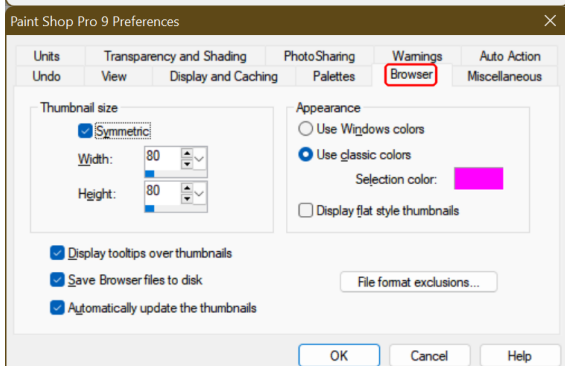 Paint Shop Pro 9 Preferences
Units Transparency and Shading PhotoSharing Warnings Auto Action
Undo View Display and Caching Palettes Browser Miscellaneous
Thumbnail size
Symmetric
Width: 80
Height: 80
Appearance
Use Windows colors
Use classic colors
Selection color:
Display flat style thumbnails
Display tooltips over thumbnails
Save Browser files to disk
Automatically update the thumbnails
File format exclusions...
OK Cancel Help